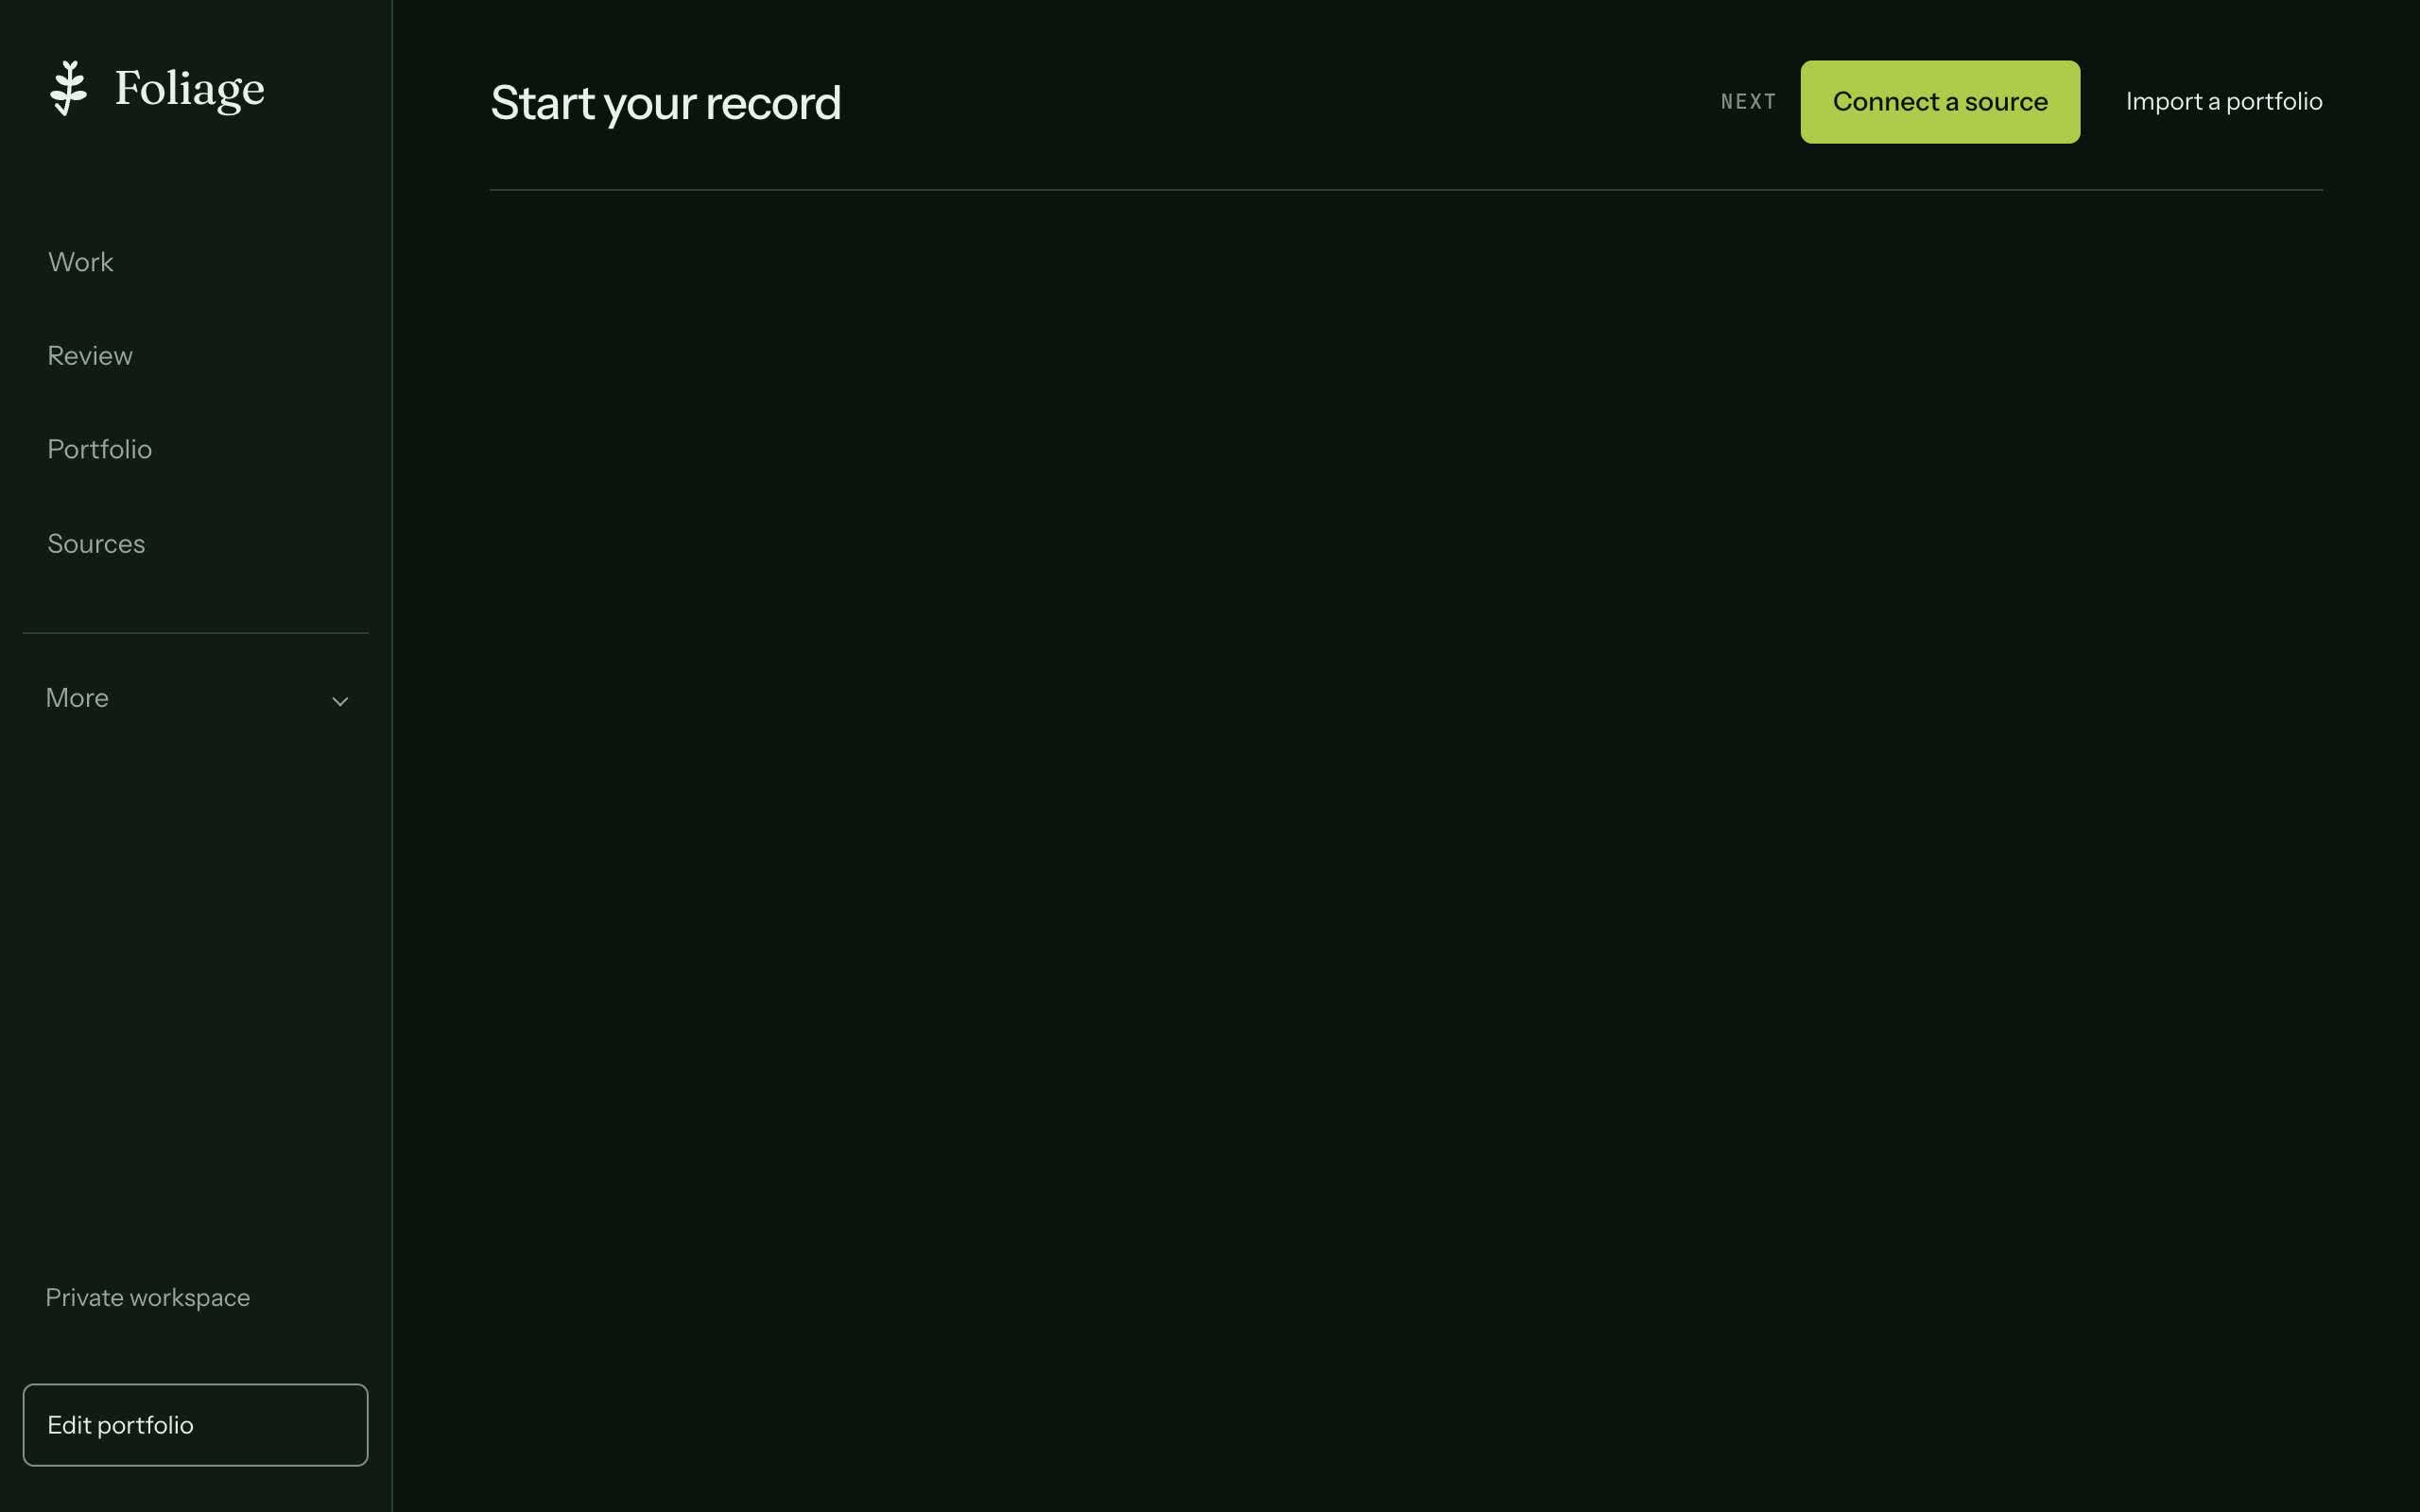 Foliage
Work
Review
Portfolio
Sources
More
Private workspace
Edit portfolio
Start your record
NEXT
Connect a source
Import a portfolio